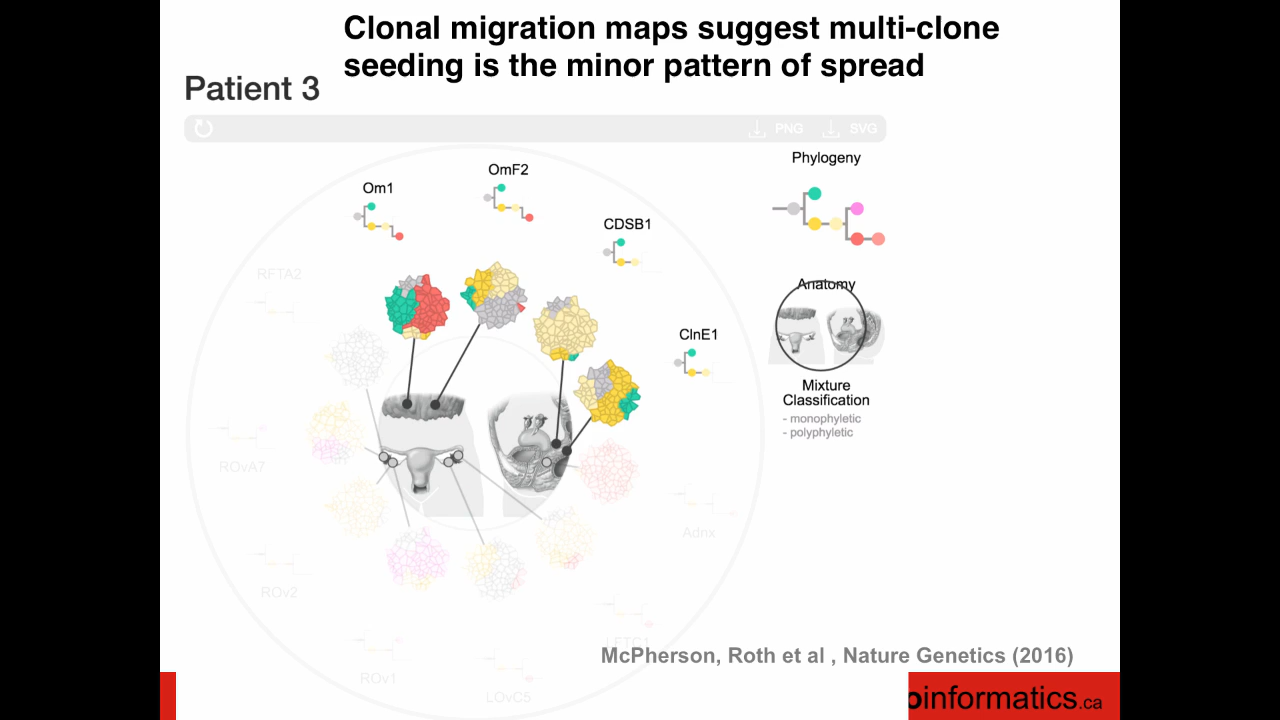 Clonal migration maps suggest multi-clone
seeding is the minor pattern of spread
Patient 3
PNG
SVG
Phylogeny
OmF2
Om1
CDSB1
RFTA2
Anatomy
ClnE1
Mixture
Classification
- monophyletic
- polyphyletic
ROvA7
Adnx
ROv2
LFTC1
McPherson, Roth et al , Nature Genetics (2016)
ROv1
LOvC5
oinformatics.ca